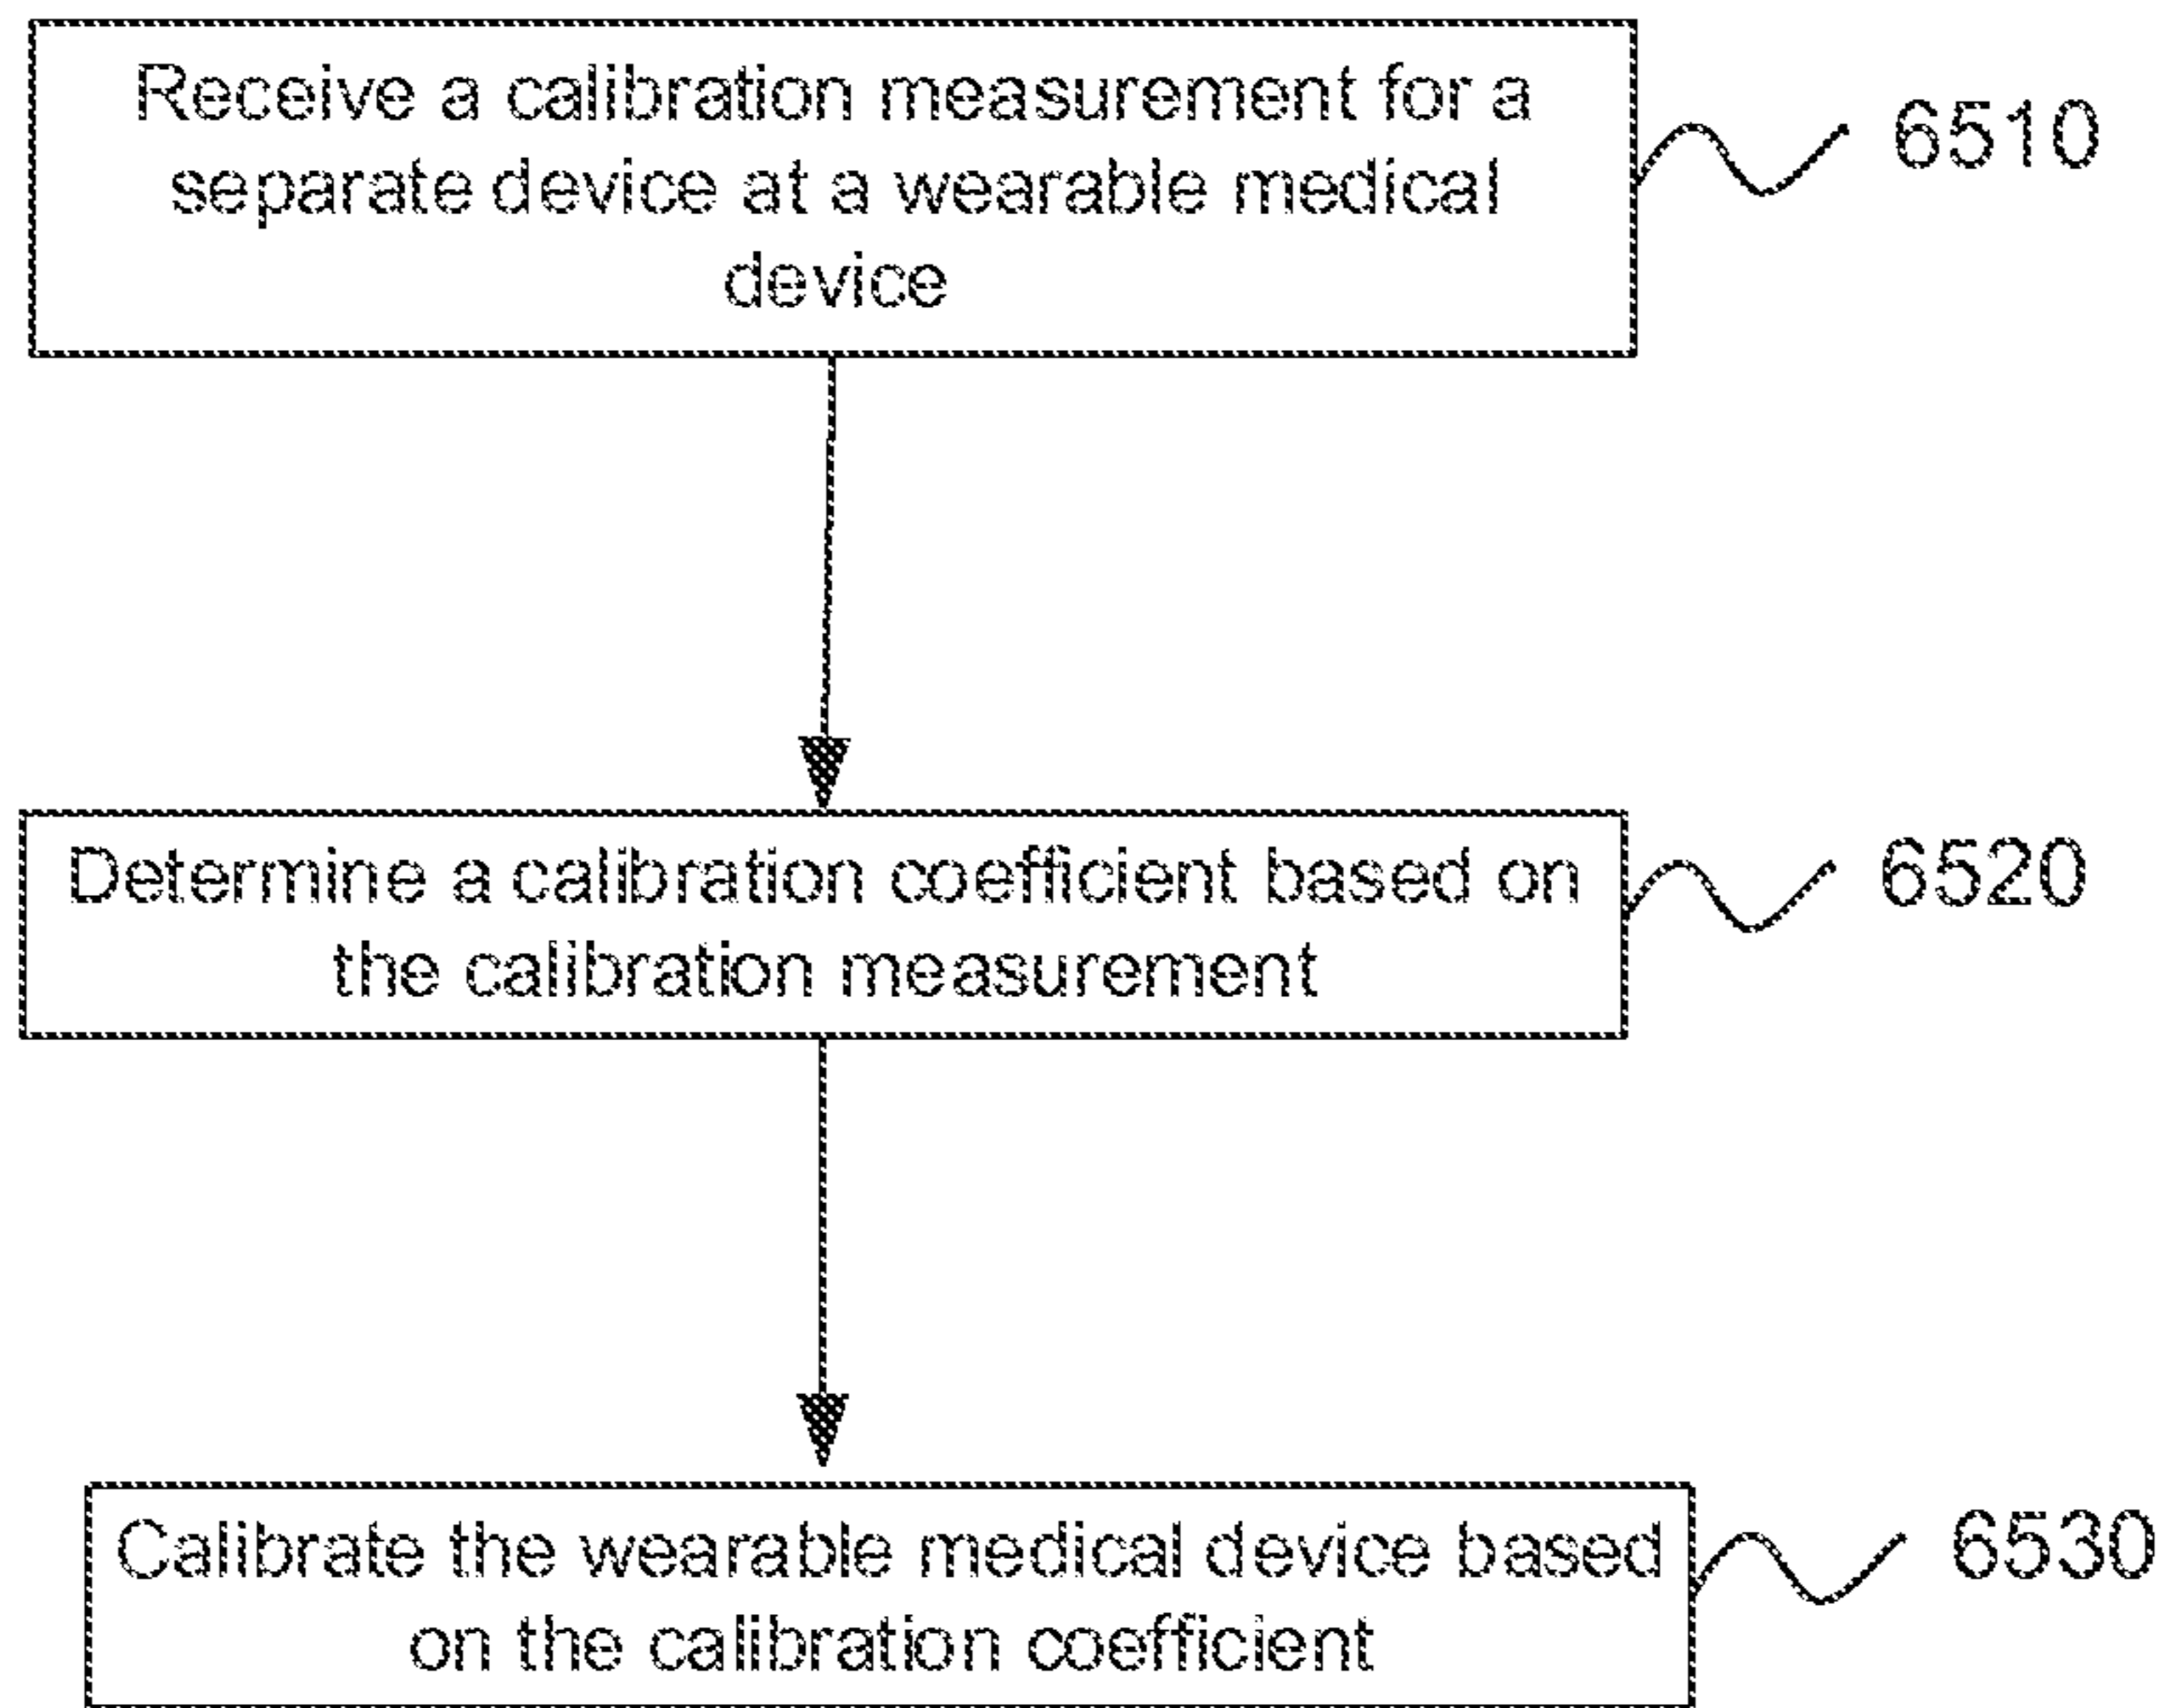 Receive a calibration measurement for a
separate device at a wearable medical
device
6510
Determine a calibration coefficient based on
the calibration measurement
6520
Calibrate the wearable medical device based
on the calibration coefficient
6530